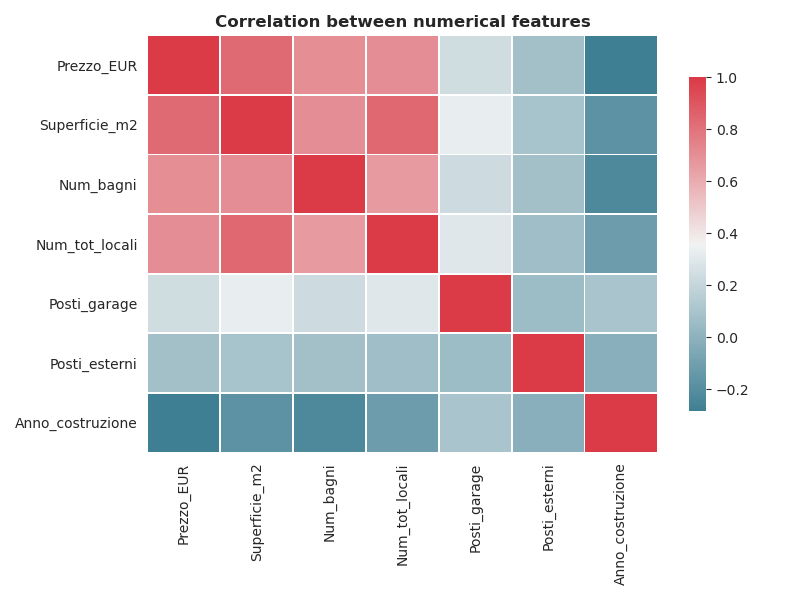 Correlation between numerical features
Prezzo_EUR
Superficie_m2
Num_bagni
Num_tot_locali
Posti_garage
Posti_esterni
Anno_costruzione
Prezzo_EUR
Superficie_m2
Num_bagni
Num_tot_locali
Posti_garage
Posti_esterni
Anno_costruzione
1.0
0.8
0.6
0.4
0.2
0.0
−0.2